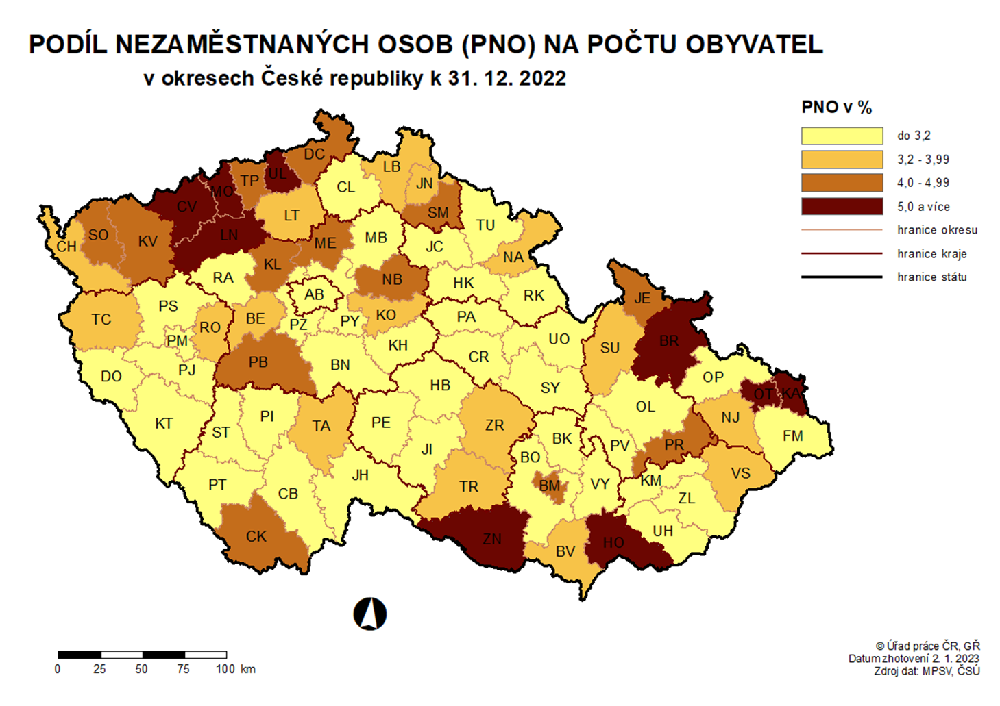 PODÍL NEZAMĚSTNANÝCH OSOB (PNO) NA POČTU OBYVATEL
v okresech České republiky k 31. 12. 2022
PNO v %
do 3,2
3,2 - 3,99
4,0 - 4,99
5,0 a více
hranice okresu
hranice kraje
hranice státu
DC
UL
LB
TP
JN
CL
MO
CV
SM
LT
TU
LN
SO
MB
KV
ME
CH
JC
NA
KL
RA
NB
HK
AB
RK
JE
PS
KO
PA
BE
TC
PY
PZ
RO
UO
BR
PM
KH
SU
CR
PB
BN
PJ
DO
OP
HB
SY
OT
KA
OL
PI
NJ
PE
KT
TA
ZR
ST
FM
BK
PR
PV
JI
BO
VS
JH
KM
PT
VY
BM
TR
CB
ZL
UH
CK
ZN
HO
BV
0 25 50 75 100 km
© Úřad práce ČR, GŘ
Datum zhotovení 2. 1. 2023
Zdroj dat: MPSV, ČSÚ